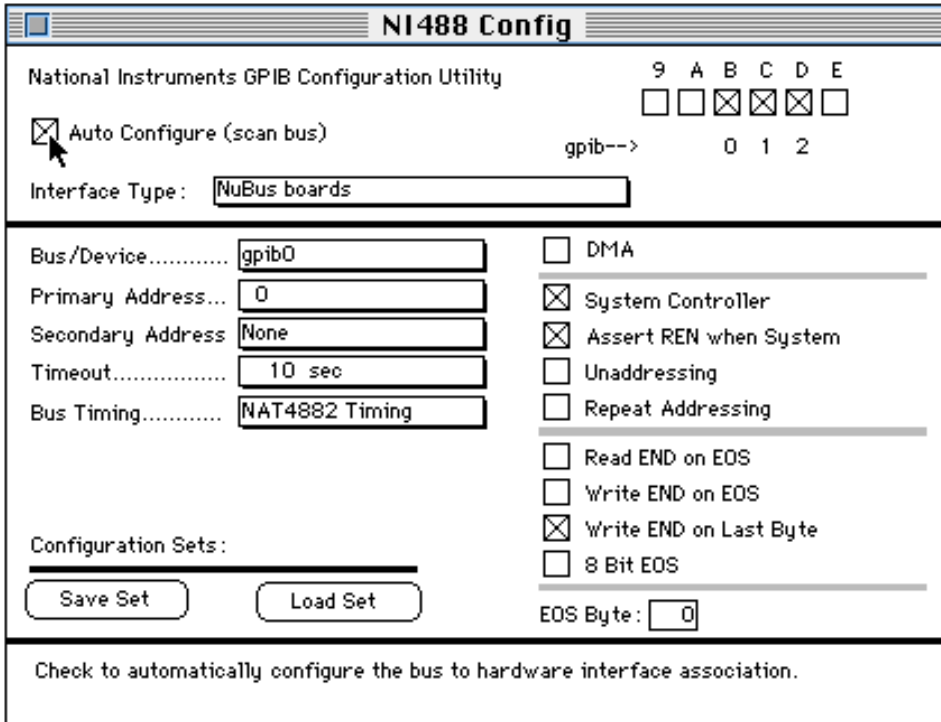 NI488 Config
National Instruments GPIB Configuration Utility
9 A B C D E
Auto Configure (scan bus)
gpib--> 0 1 2
Interface Type: NuBus boards
Bus/Device............ gpib0
Primary Address... 0
Secondary Address None
Timeout................. 10 sec
Bus Timing............ NAT4882 Timing
DMA
System Controller
Assert REN when System
Unaddressing
Repeat Addressing
Read END on EOS
Write END on EOS
Write END on Last Byte
8 Bit EOS
EOS Byte: 0
Configuration Sets:
Save Set
Load Set
Check to automatically configure the bus to hardware interface association.